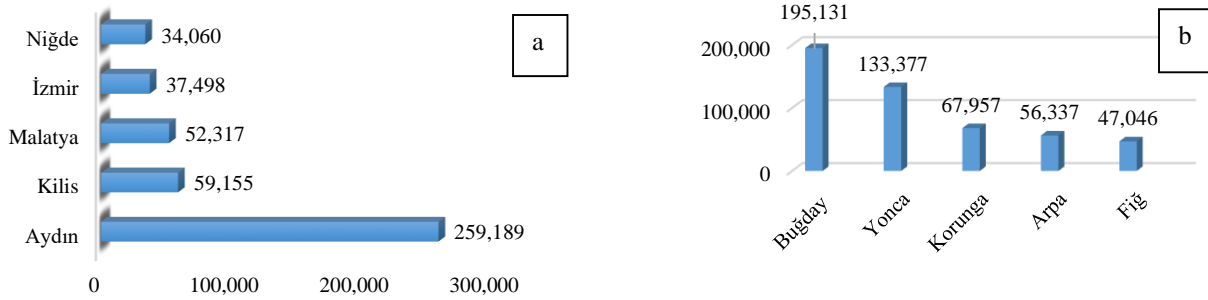 a
Niğde 34,060
İzmir 37,498
Malatya 52,317
Kilis 59,155
Aydın 259,189
0 100,000 200,000 300,000
b
195,131
133,377
67,957
56,337
47,046
200,000
100,000
0
Buğday Yonca Korunga Arpa Fiğ